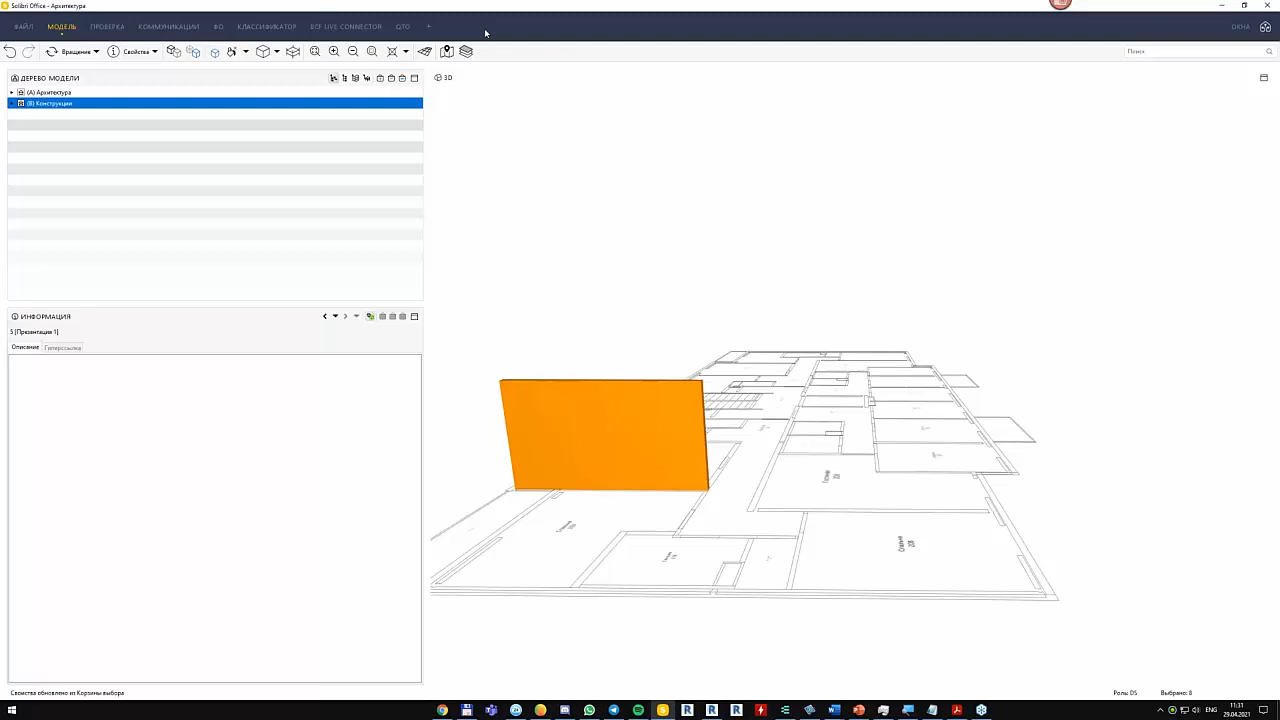 Solibri Office - Архитектура
ФАЙЛ МОДЕЛЬ ПРОВЕРКА КОММУНИКАЦИИ ФО КЛАССИФИКАТОР BCF LIVE CONNECTOR QTO + ОКНА
Вращение Свойства Поиск
ДЕРЕВО МОДЕЛИ
(A) Архитектура
(B) Конструкции
3D
ИНФОРМАЦИЯ
5 [Презентация 1]
Описание Гиперссылка
Свойства обновлено из Корзины выбора
Роль: DS Выбрано: 8
ENG
11:31
29.04.2021